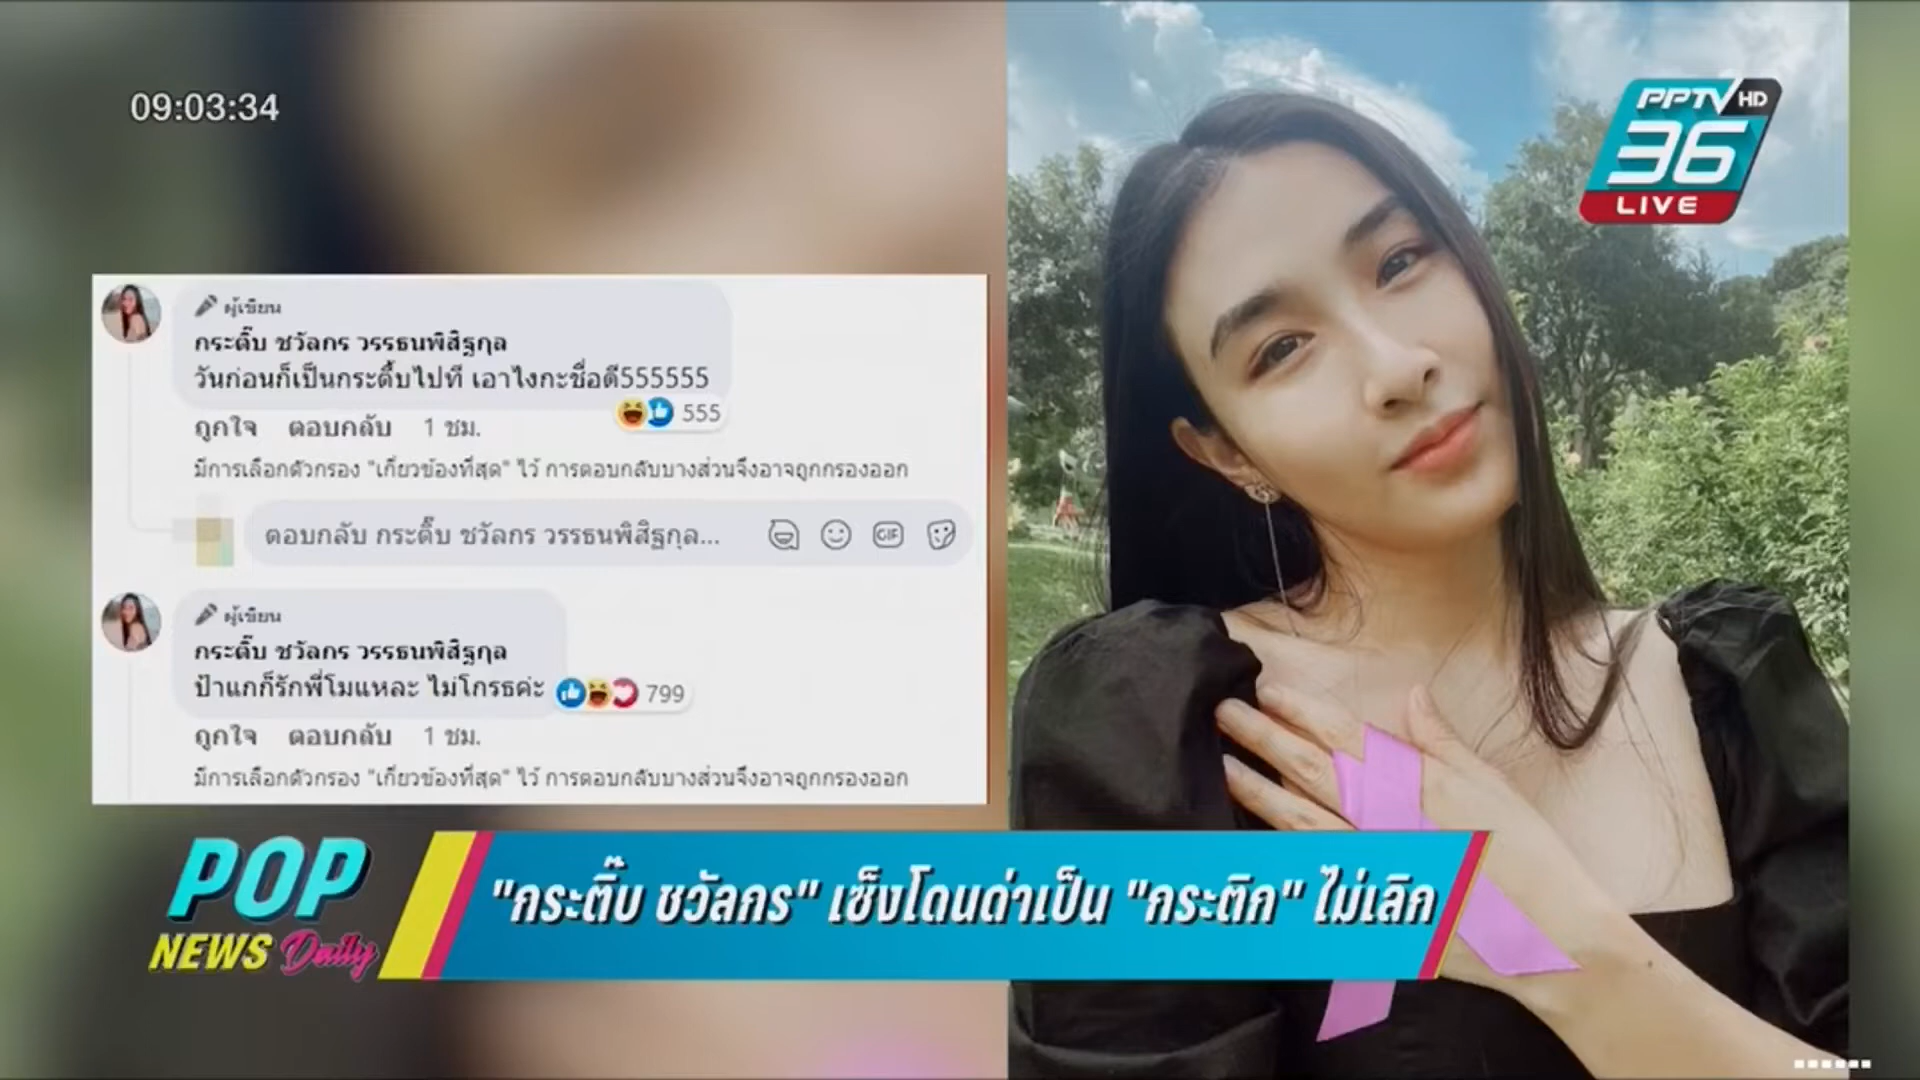 09:03:34
PPTV HD
36
LIVE
ผู้เขียน
กระติ๊บ ชวัลกร วรรธนพิสิฐกุล
วันก่อนก็เป็นกระดื้บไปที เอาไงกะชื่อดี555555
555
ถูกใจ ตอบกลับ 1 ชม.
มีการเลือกตัวกรอง "เกี่ยวข้องที่สุด" ไว้ การตอบกลับบางส่วนจึงอาจถูกกรองออก
ตอบกลับ กระติ๊บ ชวัลกร วรรธนพิสิฐกุล...
GIF
ผู้เขียน
กระติ๊บ ชวัลกร วรรธนพิสิฐกุล
ป้าแกก็รักพี่โมแหละ ไม่โกรธค่ะ
799
ถูกใจ ตอบกลับ 1 ชม.
มีการเลือกตัวกรอง "เกี่ยวข้องที่สุด" ไว้ การตอบกลับบางส่วนจึงอาจถูกกรองออก
POP
NEWS Daily
"กระติ๊บ ชวัลกร" เซ็งโดนด่าเป็น "กระติก" ไม่เลิก